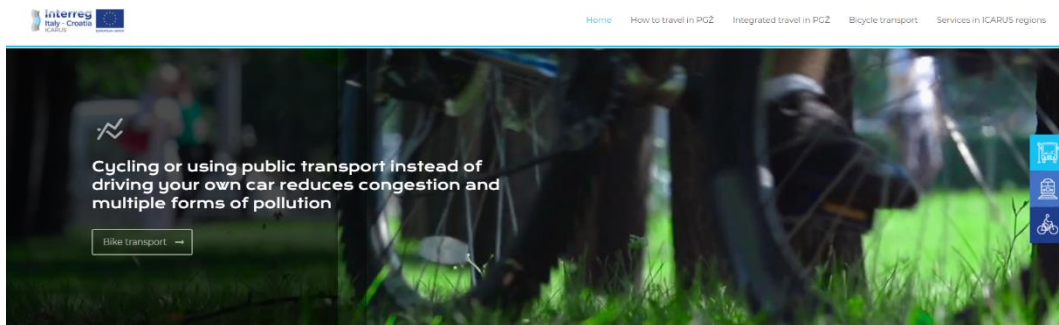 Interreg
Italy - Croatia
ICARUS
EUROPEAN UNION
Home How to travel in PGŽ Integrated travel in PGŽ Bicycle transport Services in ICARUS regions
Cycling or using public transport instead of
driving your own car reduces congestion and
multiple forms of pollution
Bike transport →